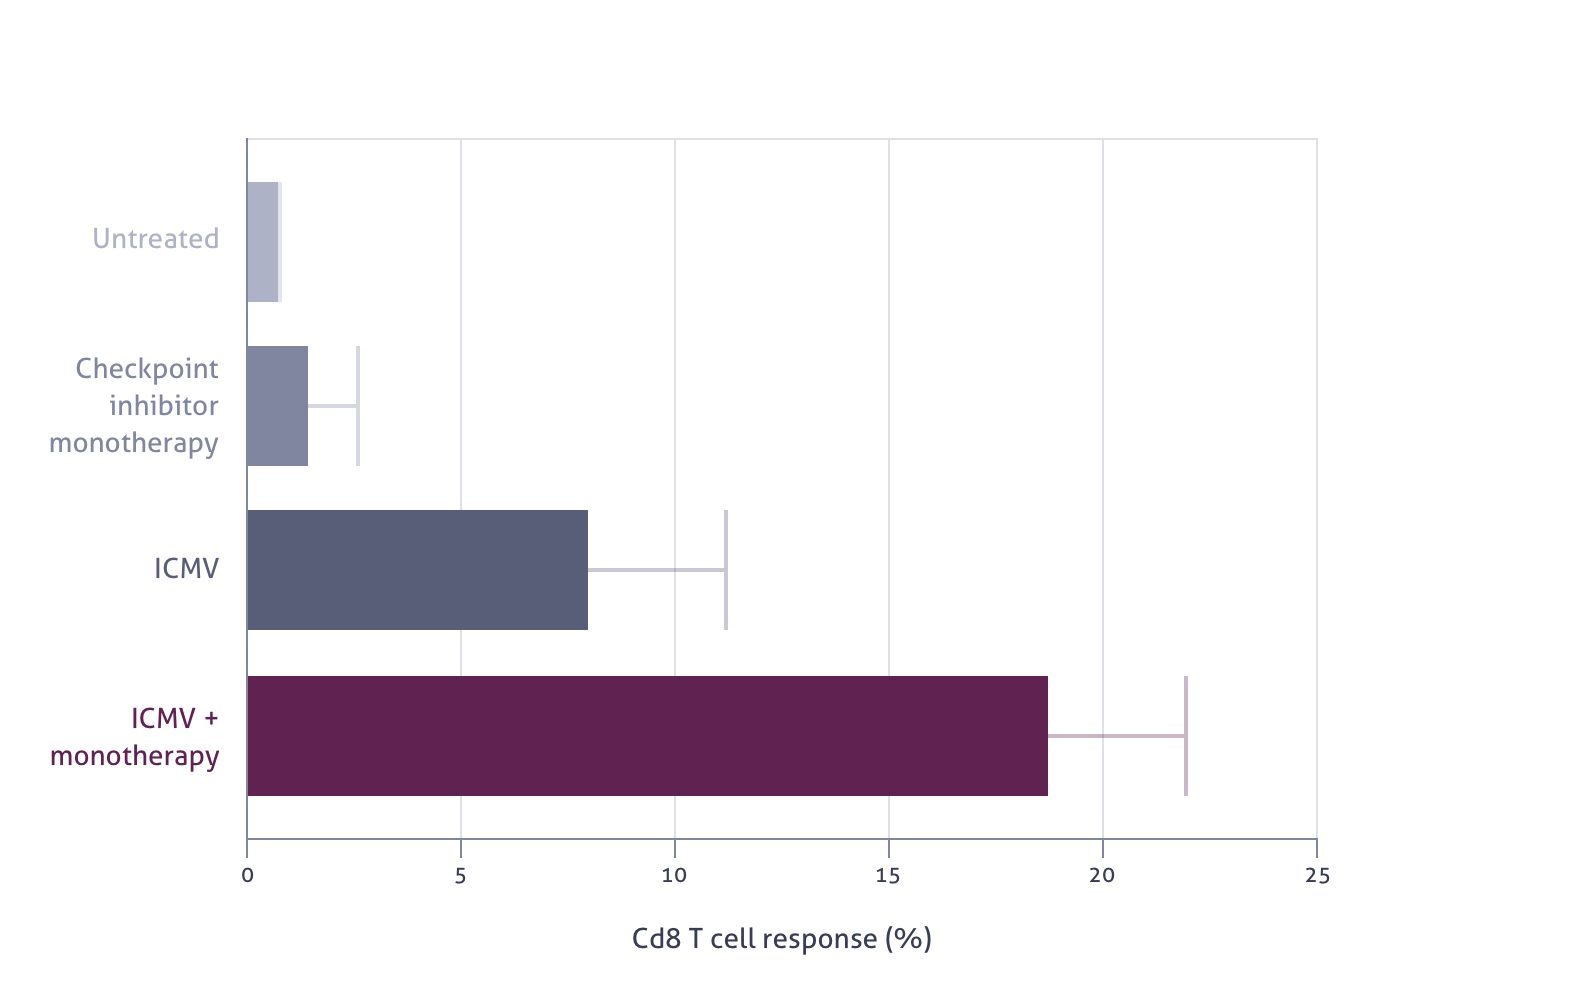 Untreated
Checkpoint
inhibitor
monotherapy
ICMV
ICMV +
monotherapy
0 5 10 15 20 25
Cd8 T cell response (%)